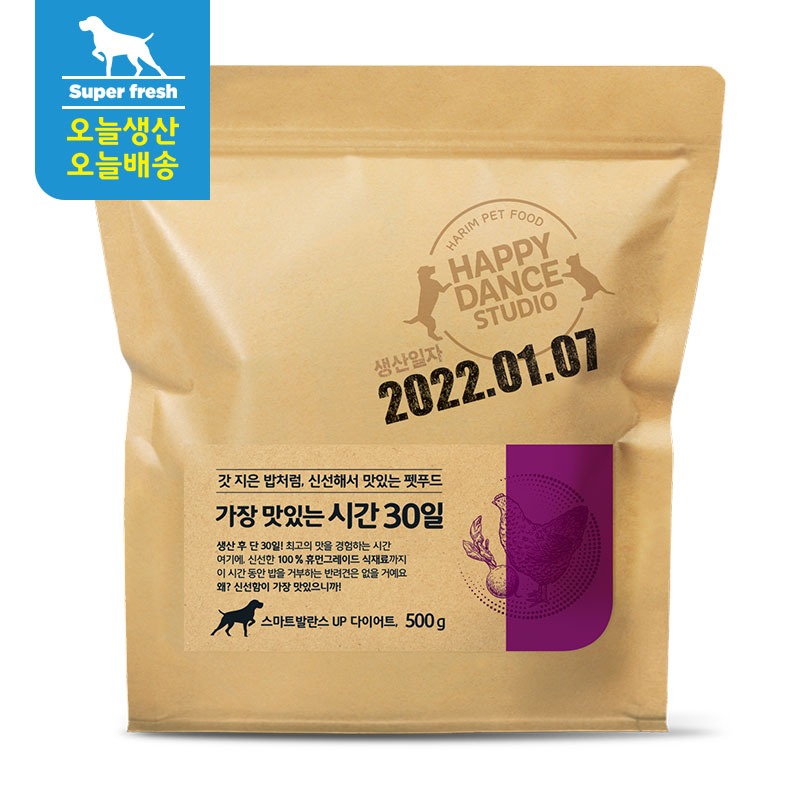 Super fresh
오늘생산
오늘배송
HARIM PET FOOD
HAPPY
DANCE
STUDIO
생산일자
2022.01.07
갓 지은 밥처럼, 신선해서 맛있는 펫푸드
가장 맛있는 시간 30일
생산 후 단 30일! 최고의 맛을 경험하는 시간
여기에, 신선한 100 % 휴먼그레이드 식재료까지
이 시간 동안 밥을 거부하는 반려견은 없을 거예요
왜? 신선함이 가장 맛있으니까!
스마트발란스 UP 다이어트, 500 g